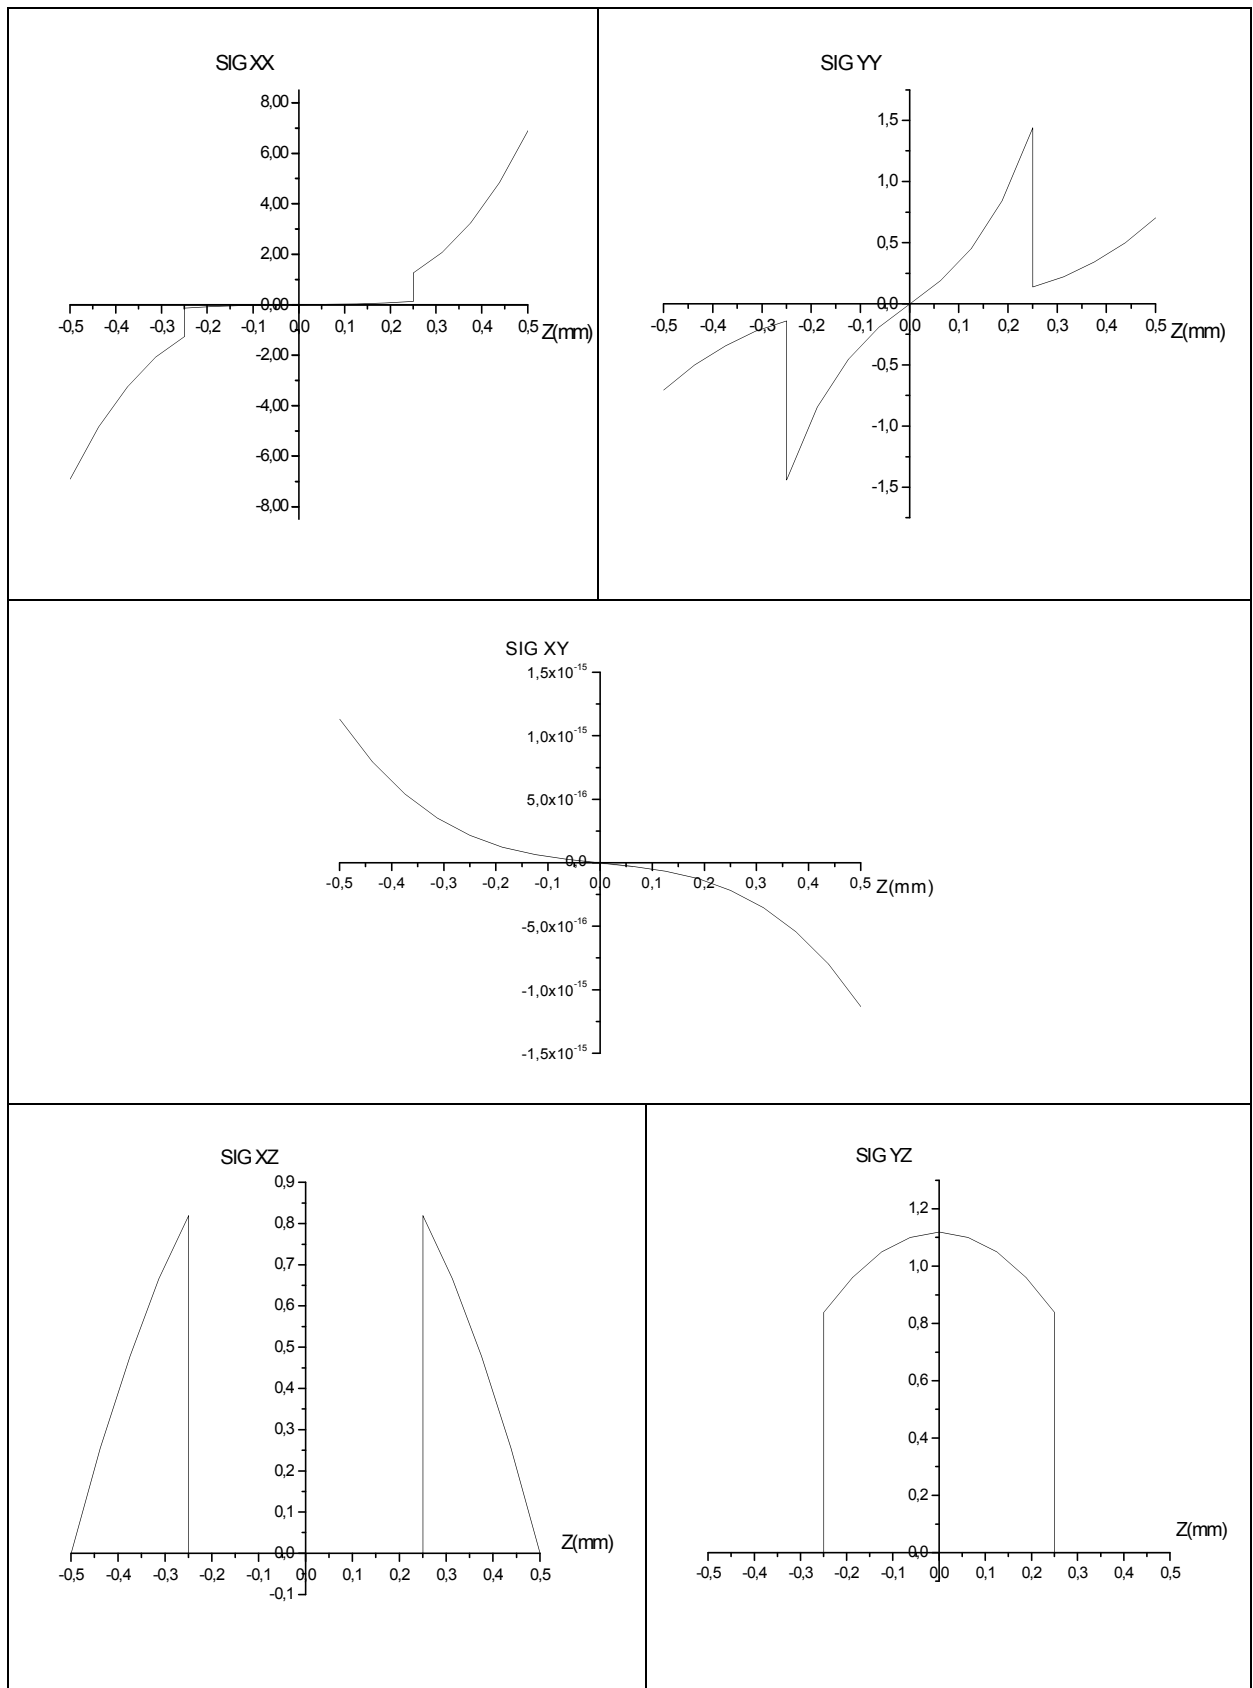 SIG XX
8,00
6,00
4,00
2,00
0,00
-0,5 -0,4 -0,3 -0,2 -0,1 0,0 0,1 0,2 0,3 0,4 0,5 Z(mm)
-2,00
-4,00
-6,00
-8,00
SIG YY
1,5
1,0
0,5
0,0
-0,5 -0,4 -0,3 -0,2 -0,1 0,0 0,1 0,2 0,3 0,4 0,5 Z(mm)
-0,5
-1,0
-1,5
SIG XY
1,5x10⁻¹⁵
1,0x10⁻¹⁵
5,0x10⁻¹⁶
0,0
-0,5 -0,4 -0,3 -0,2 -0,1 0,0 0,1 0,2 0,3 0,4 0,5 Z(mm)
-5,0x10⁻¹⁶
-1,0x10⁻¹⁵
-1,5x10⁻¹⁵
SIG XZ
0,9
0,8
0,7
0,6
0,5
0,4
0,3
0,2
0,1
0,0
Z(mm)
-0,5 -0,4 -0,3 -0,2 -0,1 0,0 0,1 0,2 0,3 0,4 0,5
-0,1
SIG YZ
1,2
1,0
0,8
0,6
0,4
0,2
Z(mm)
0,0
-0,5 -0,4 -0,3 -0,2 -0,1 0,0 0,1 0,2 0,3 0,4 0,5